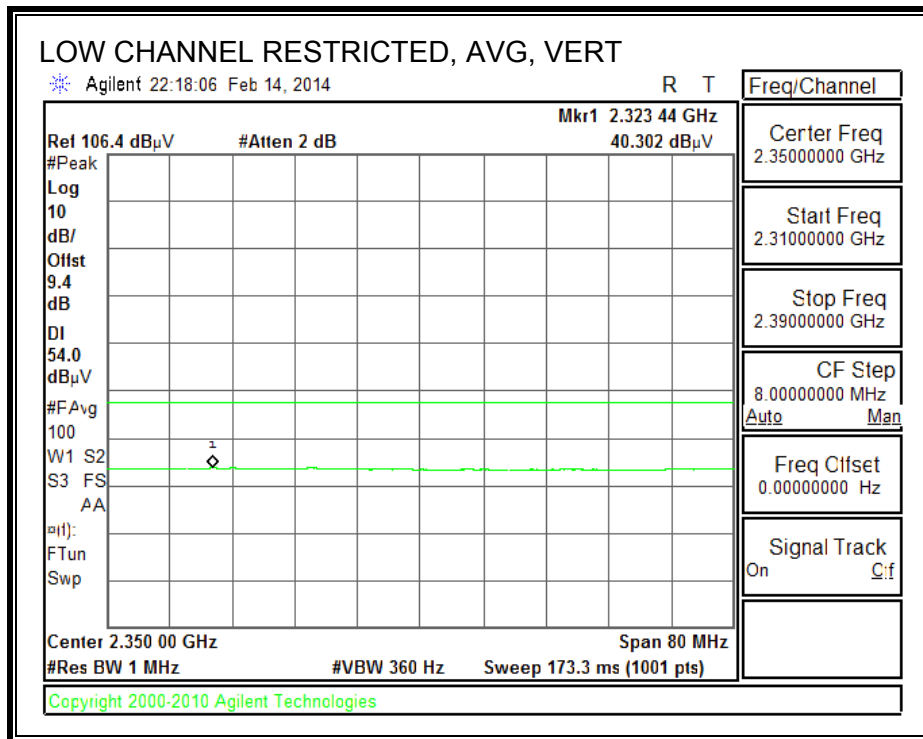 LOW CHANNEL RESTRICTED, AVG, VERT
Agilent 22:18:06 Feb 14, 2014 R T
Mkr1 2.323 44 GHz
Ref 106.4 dBµV #Atten 2 dB 40.302 dBµV
#Peak
Log
10
dB/
Offst
9.4
dB
DI
54.0
dBµV
#FAvg
100
W1 S2
S3 FS
AA
¤(f):
FTun
Swp
1
Center 2.350 00 GHz Span 80 MHz
#Res BW 1 MHz #VBW 360 Hz Sweep 173.3 ms (1001 pts)
Copyright 2000-2010 Agilent Technologies
Freq/Channel
Center Freq
2.35000000 GHz
Start Freq
2.31000000 GHz
Stop Freq
2.39000000 GHz
CF Step
8.00000000 MHz
Auto Man
Freq Offset
0.00000000 Hz
Signal Track
On Off